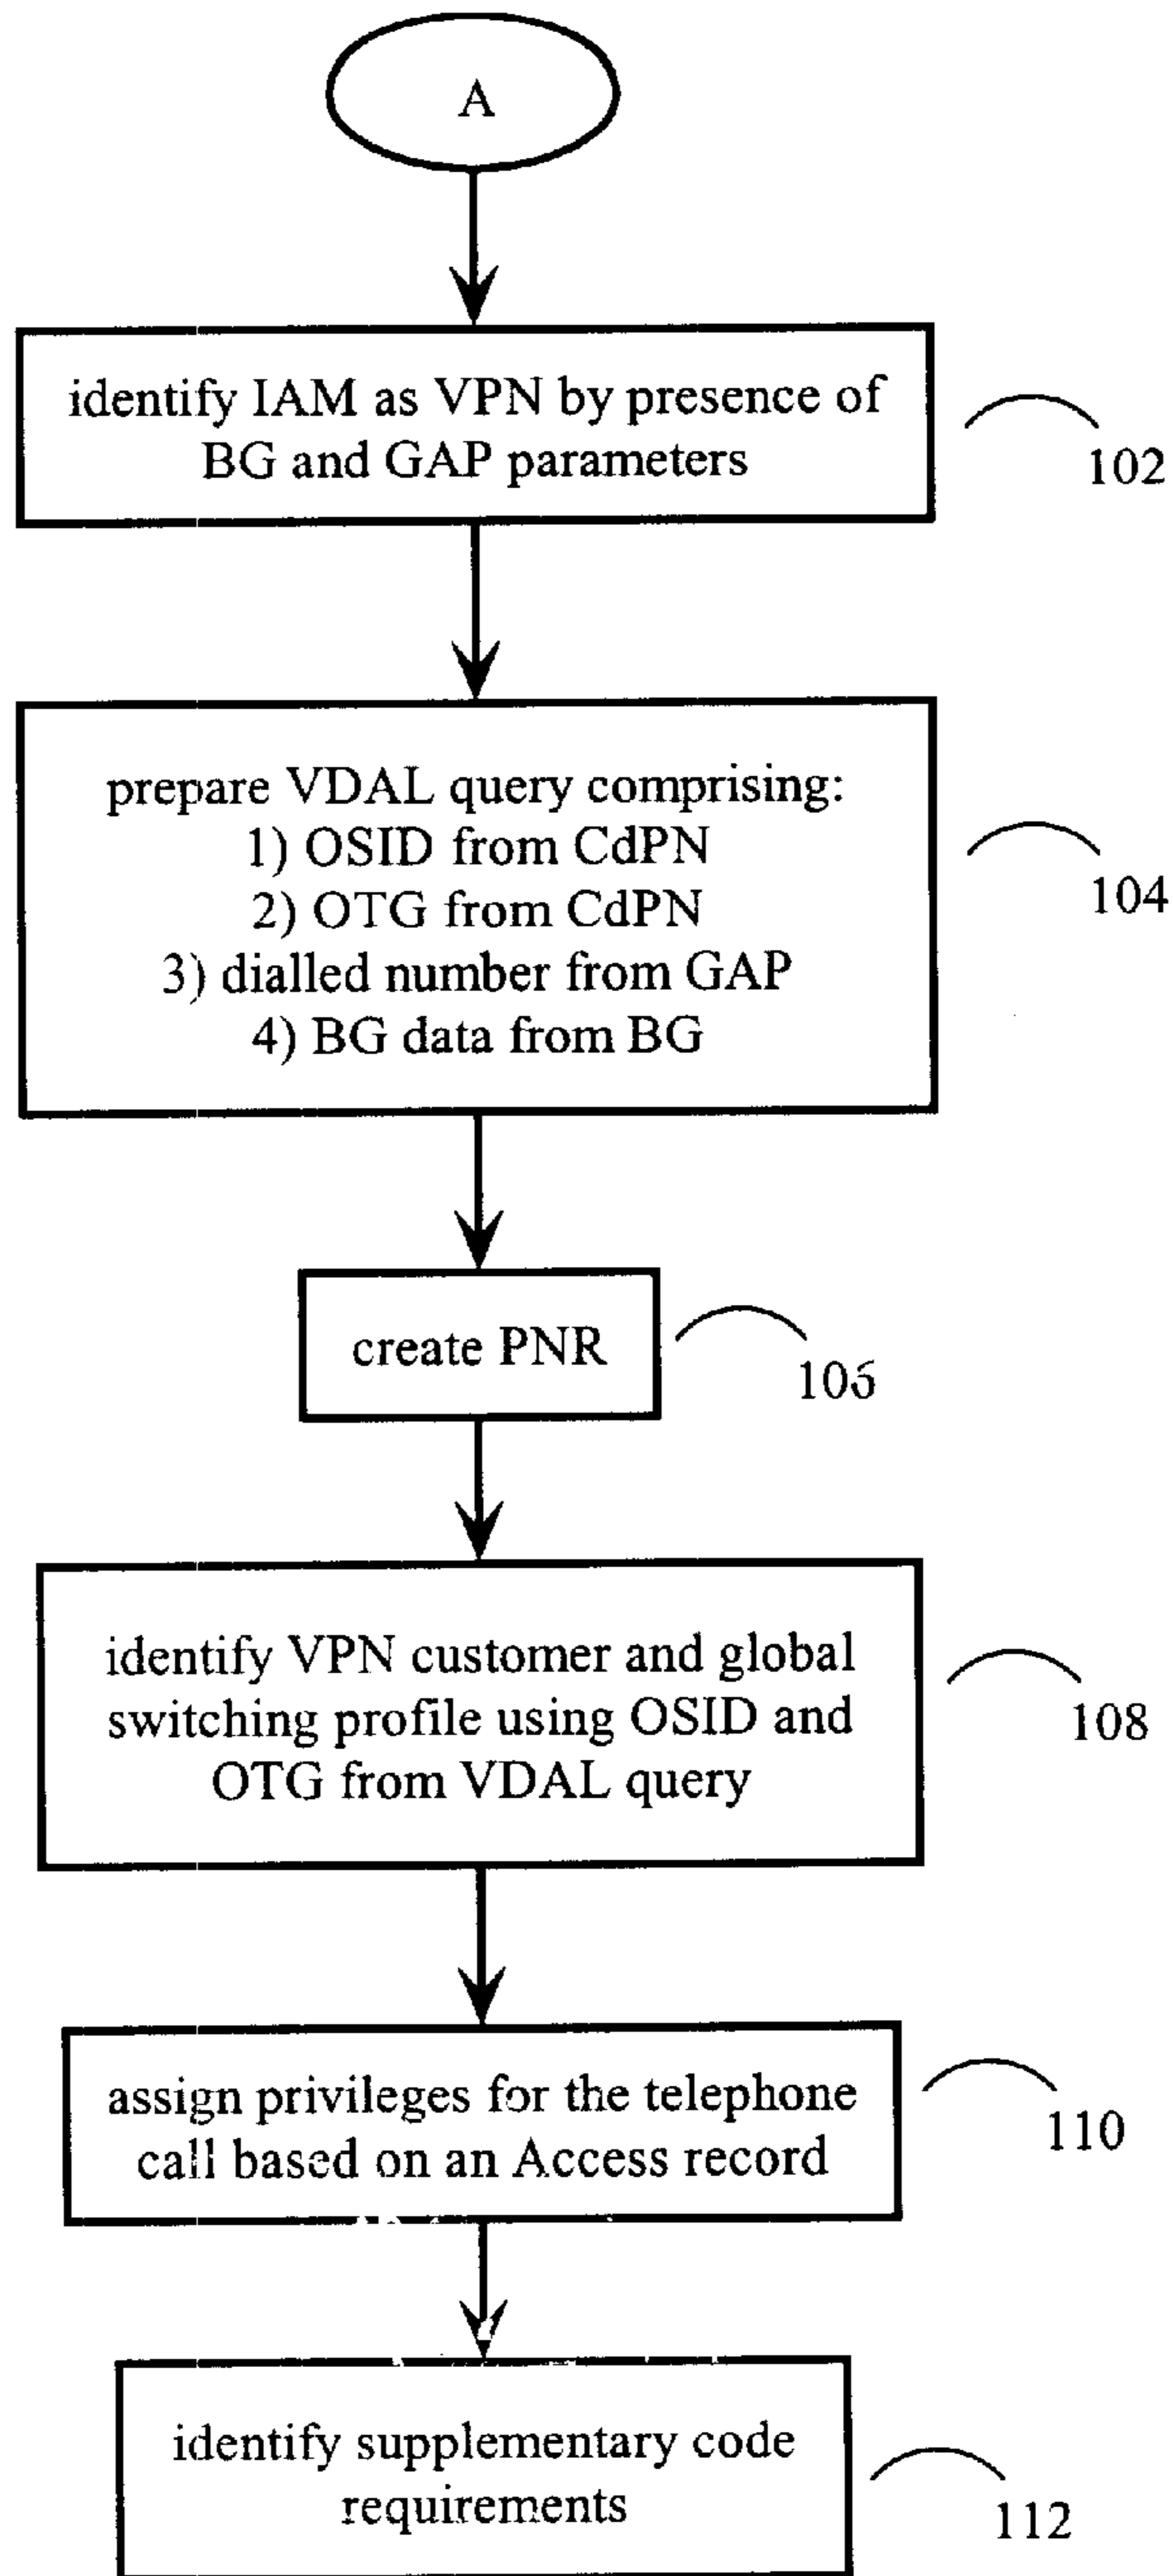 A
identify IAM as VPN by presence of
BG and GAP parameters
102
prepare VDAL query comprising:
1) OSID from CdPN
2) OTG from CdPN
3) dialled number from GAP
4) BG data from BG
104
create PNR
106
identify VPN customer and global
switching profile using OSID and
OTG from VDAL query
108
assign privileges for the telephone
call based on an Access record
110
identify supplementary code
requirements
112